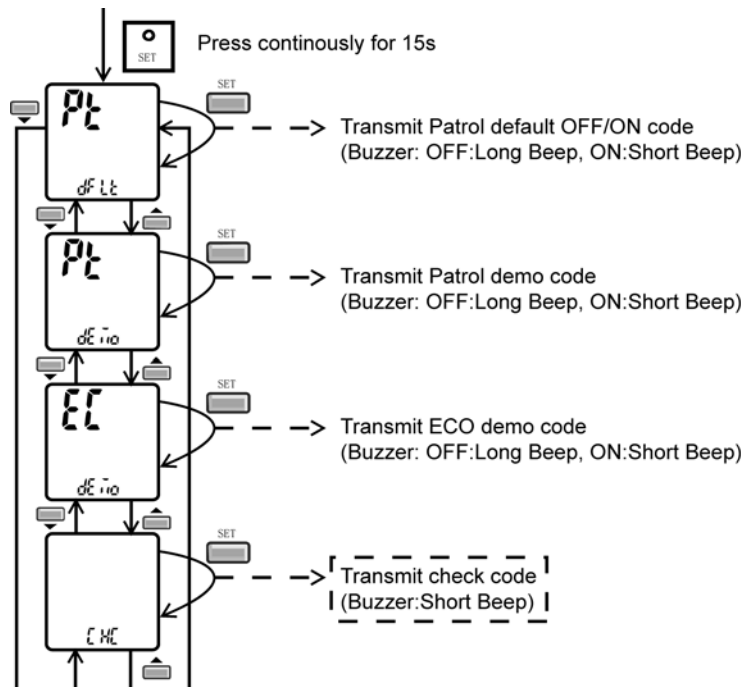 SET
Press continously for 15s
SET
Pt
dFLt
Transmit Patrol default OFF/ON code
(Buzzer: OFF:Long Beep, ON:Short Beep)
SET
Pt
dEmo
Transmit Patrol demo code
(Buzzer: OFF:Long Beep, ON:Short Beep)
SET
EC
dEmo
Transmit ECO demo code
(Buzzer: OFF:Long Beep, ON:Short Beep)
SET
CHC
Transmit check code
(Buzzer:Short Beep)